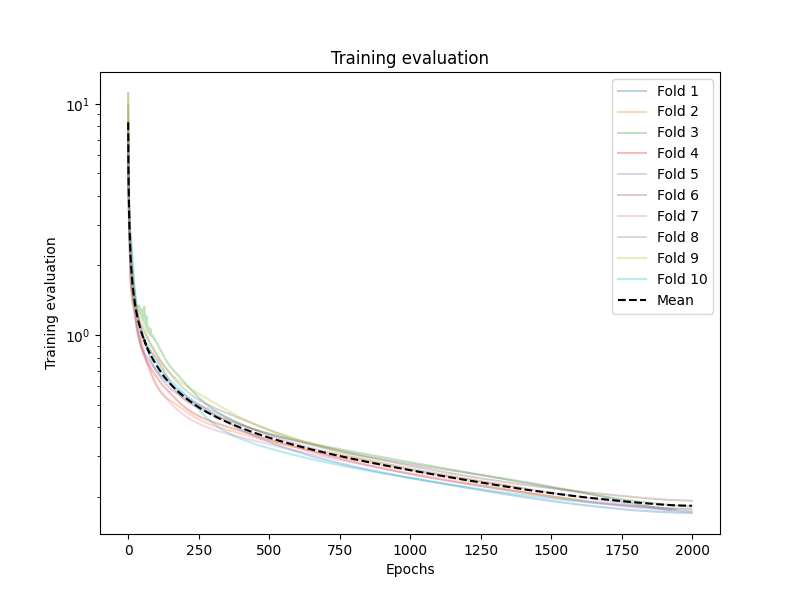 Training evaluation
Training evaluation
10¹
10⁰
0 250 500 750 1000 1250 1500 1750 2000
Epochs
Fold 1
Fold 2
Fold 3
Fold 4
Fold 5
Fold 6
Fold 7
Fold 8
Fold 9
Fold 10
Mean